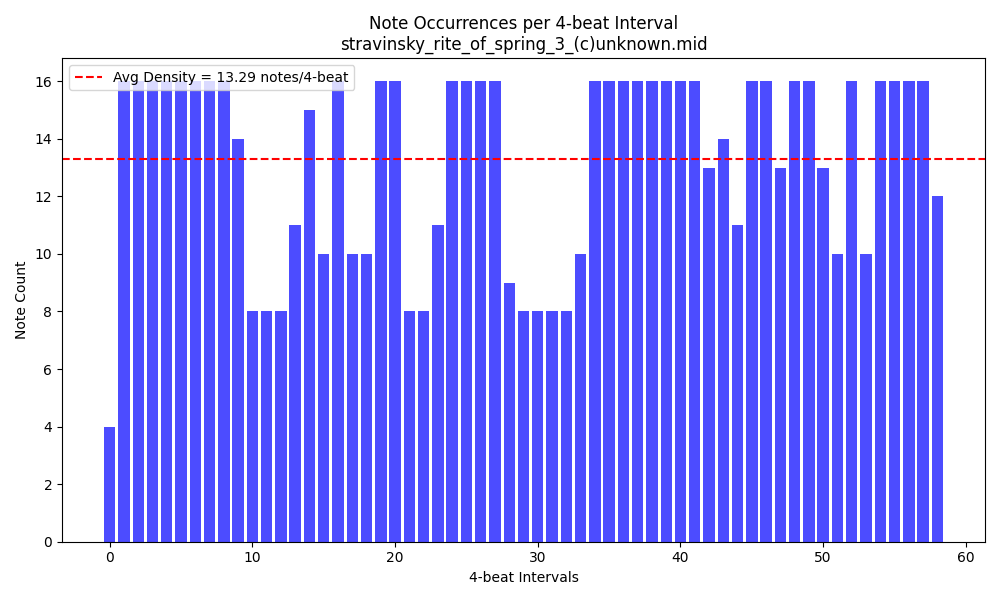 Note Occurrences per 4-beat Interval
stravinsky_rite_of_spring_3_(c)unknown.mid
Avg Density = 13.29 notes/4-beat
Note Count
16
14
12
10
8
6
4
2
0
0 10 20 30 40 50 60
4-beat Intervals